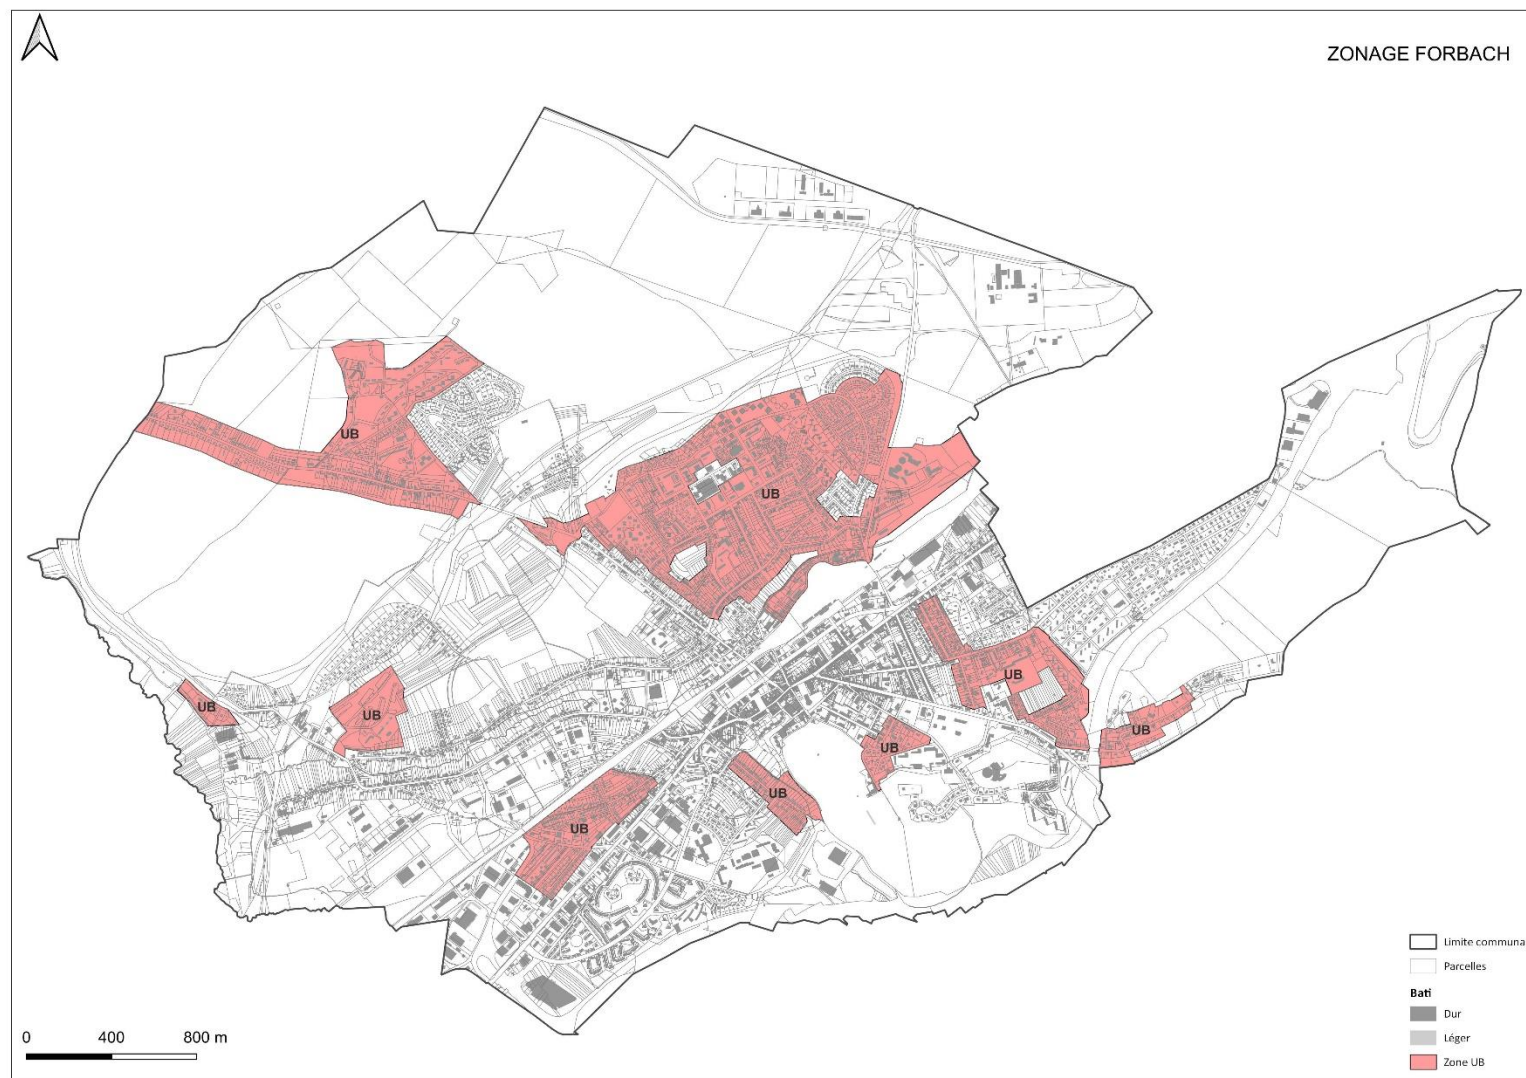 ZONAGE FORBACH
UB
UB
UB
UB
UB
UB
UB
UB
UB
UB
Limite communa
Parcelles
Bati
Dur
Léger
Zone UB
0 400 800 m